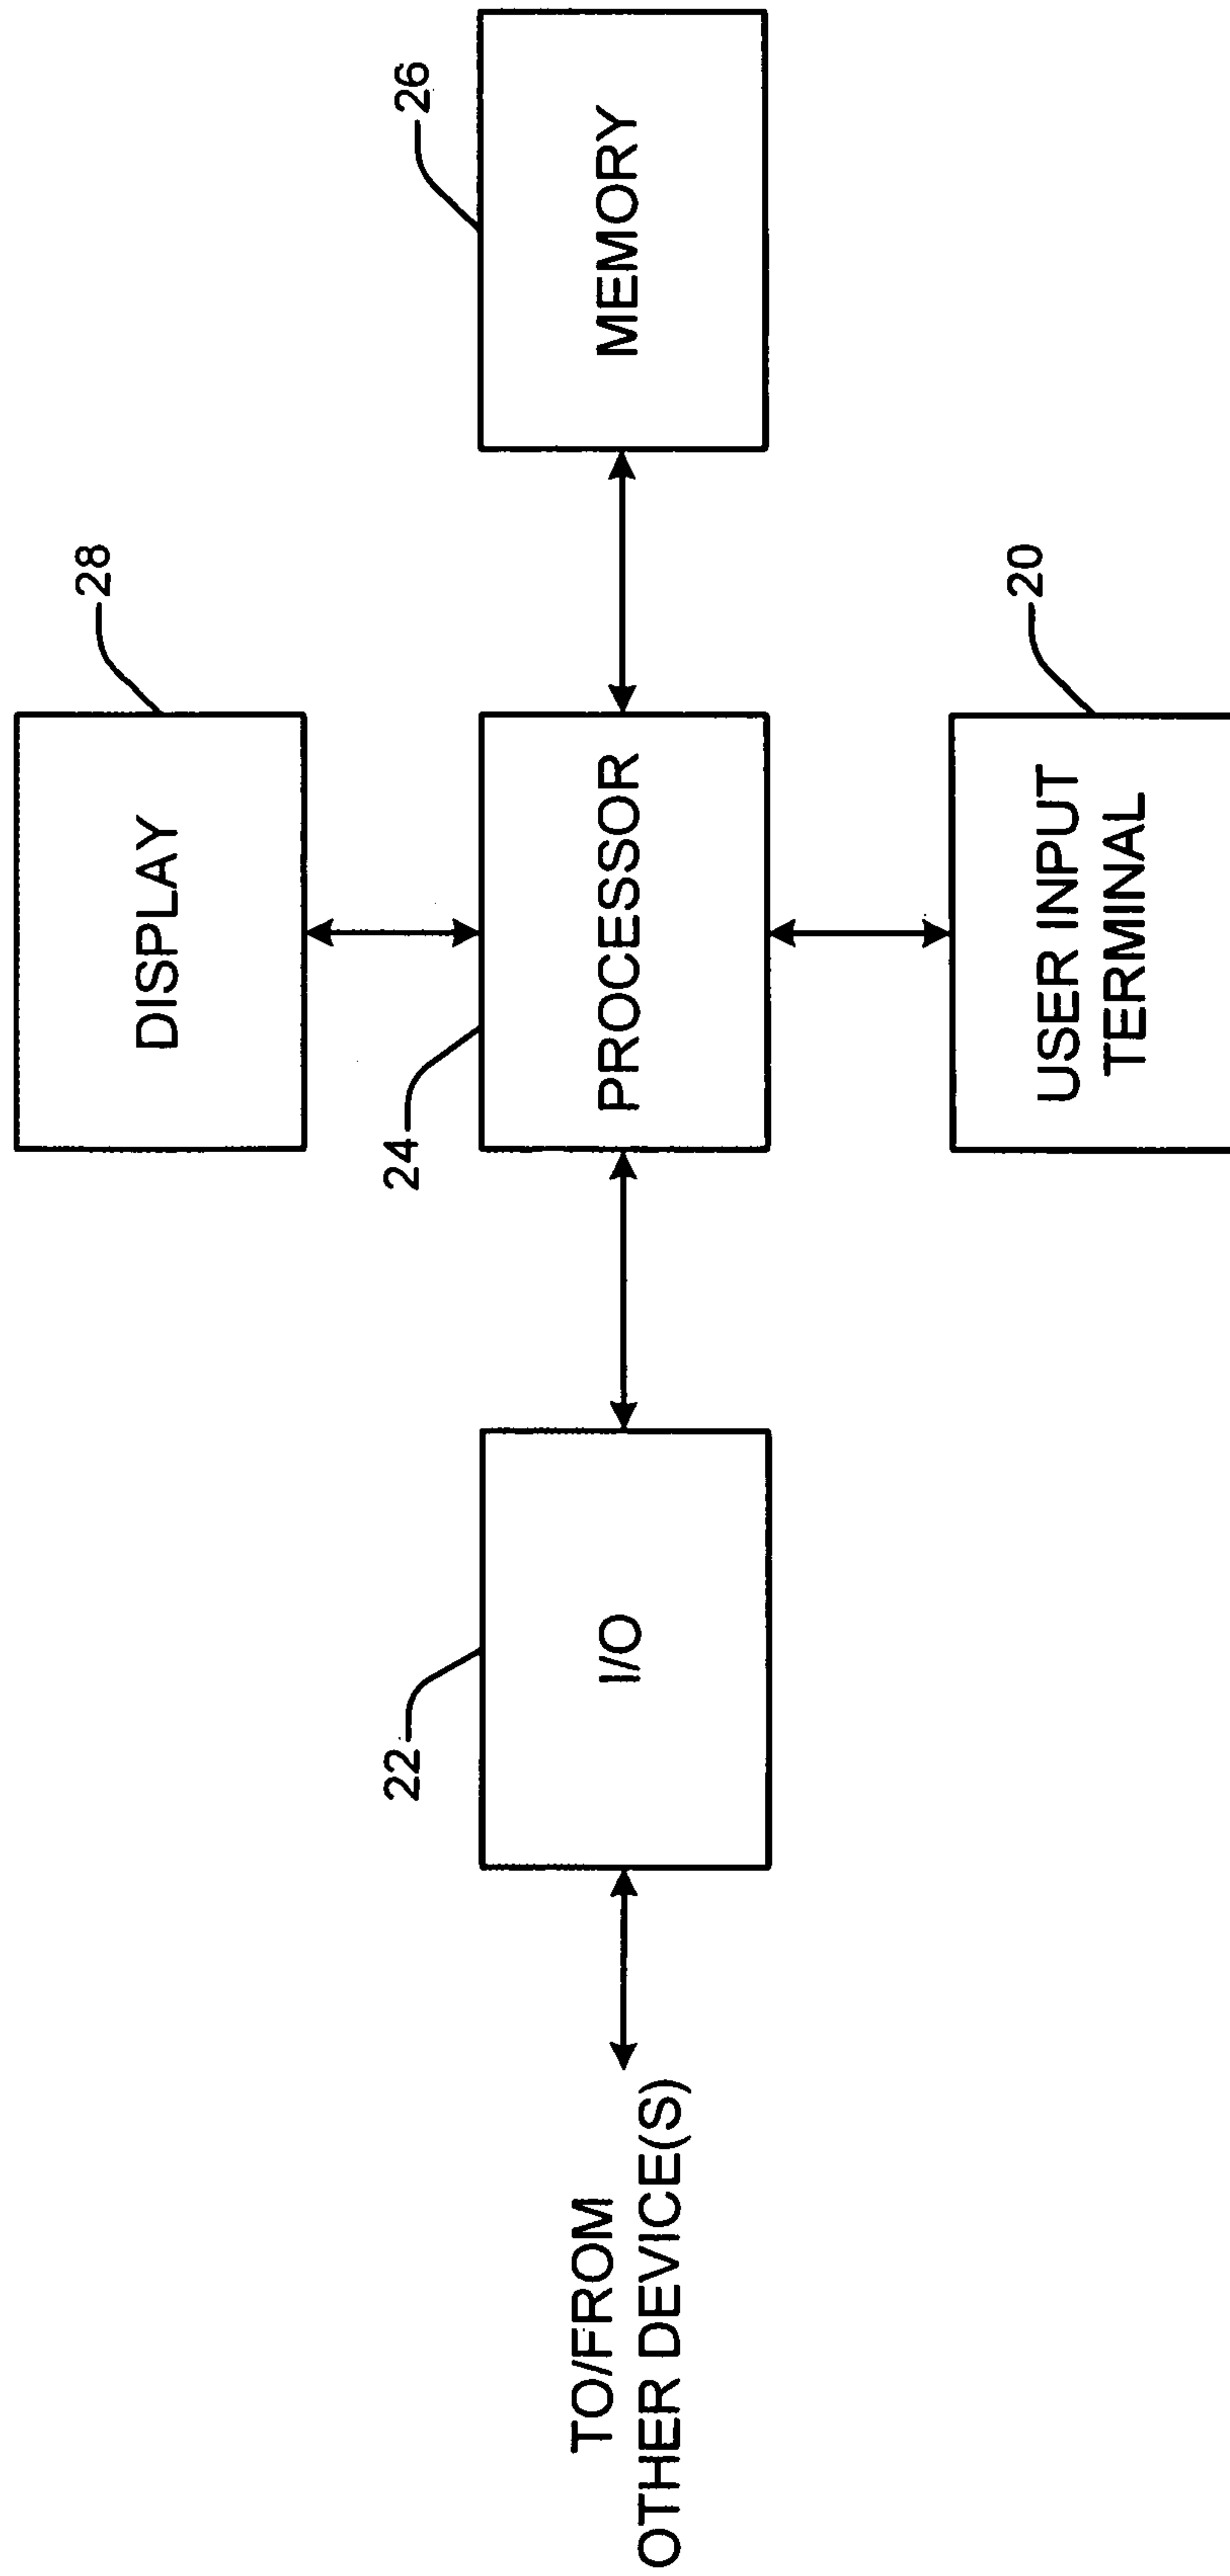 28
DISPLAY
26
MEMORY
24
PROCESSOR
22
I/O
TO/FROM
OTHER DEVICE(S)
20
USER INPUT
TERMINAL